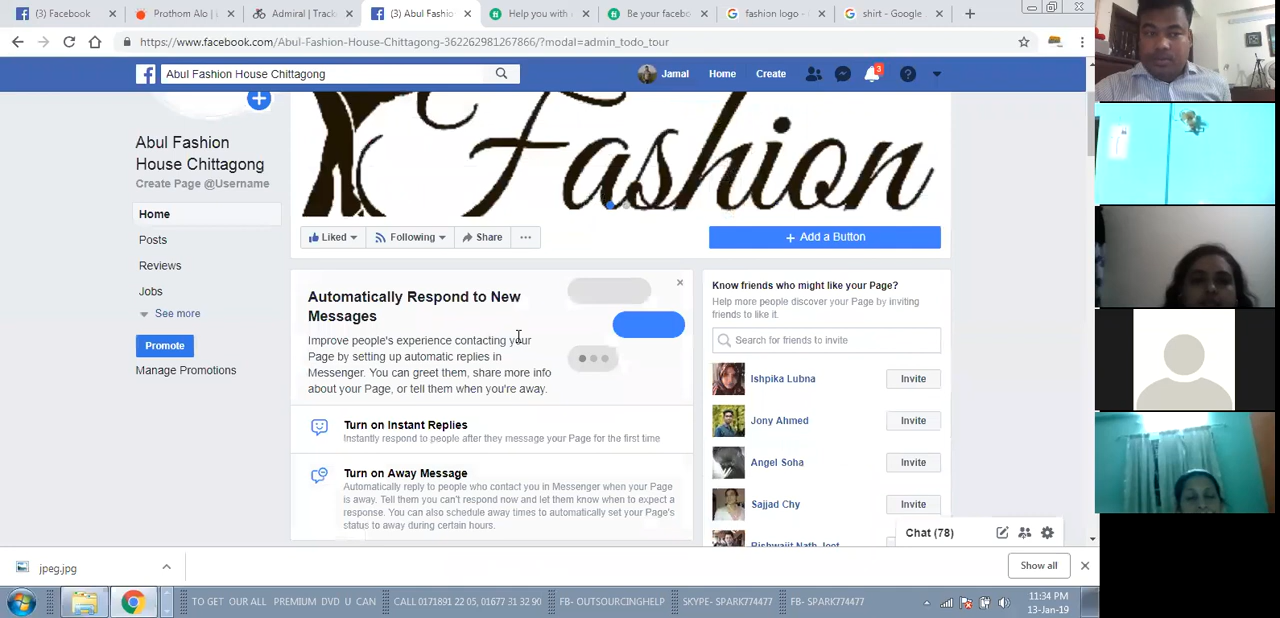 (3) Facebook
Prothom Alo | L
Admiral | Track
(3) Abul Fashio
Help you with
Be your facebo
fashion logo -
shirt - Google
https://www.facebook.com/Abul-Fashion-House-Chittagong-362262981267866/?modal=admin_todo_tour
Abul Fashion House Chittagong
Jamal
Home
Create
3
Fashion
Abul Fashion
House Chittagong
Create Page @Username
Home
Posts
Reviews
Jobs
See more
Promote
Manage Promotions
Liked
Following
Share
+ Add a Button
Automatically Respond to New
Messages
Improve people's experience contacting your
Page by setting up automatic replies in
Messenger. You can greet them, share more info
about your Page, or tell them when you're away.
Turn on Instant Replies
Instantly respond to people after they message your Page for the first time
Turn on Away Message
Automatically reply to people who contact you in Messenger when your Page
is away. Tell them you can't respond now and let them know when to expect a
response. You can also schedule away times to automatically set your Page's
status to away during certain hours.
Know friends who might like your Page?
Help more people discover your Page by inviting
friends to like it.
Search for friends to invite
Ishpika Lubna
Invite
Jony Ahmed
Invite
Angel Soha
Invite
Sajjad Chy
Invite
Chat (78)
jpeg.jpg
Show all
TO GET OUR ALL PREMIUM DVD U CAN
CALL 0171891 22 05, 01677 31 32 90
FB- OUTSOURCINGHELP
SKYPE- SPARK774477
FB- SPARK774477
11:34 PM
13-Jan-19